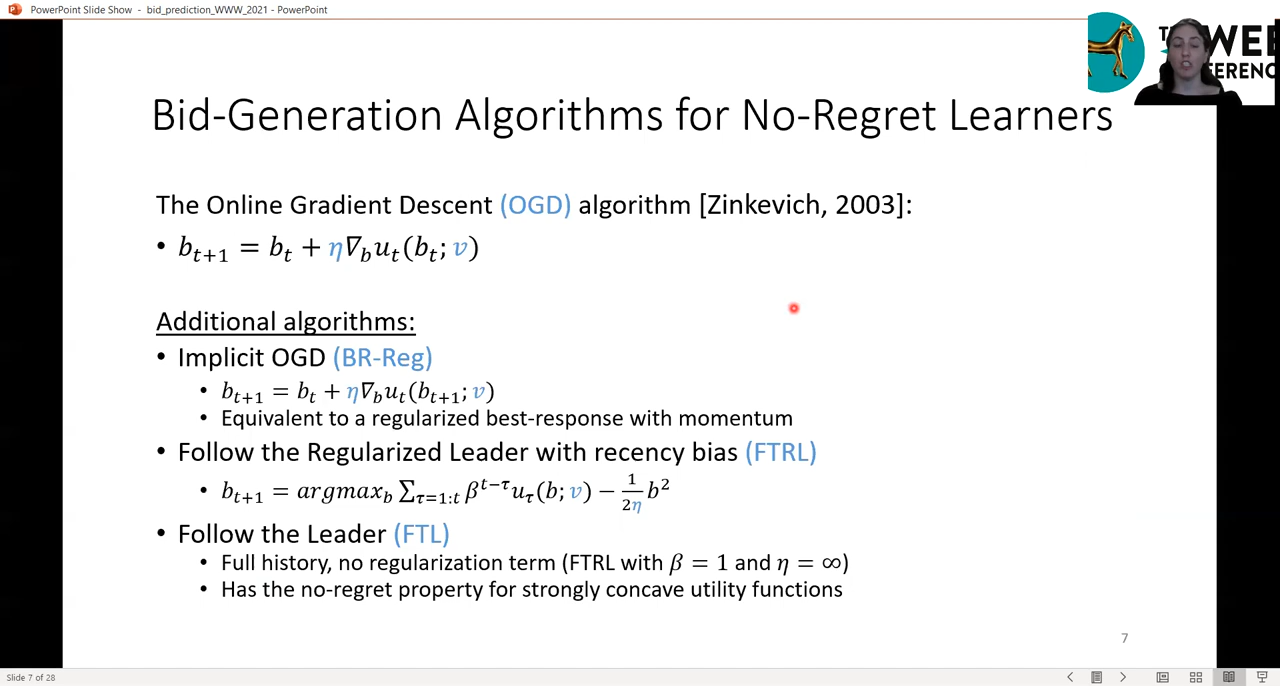 PowerPoint Slide Show - bid_prediction_WWW_2021 - PowerPoint
Bid-Generation Algorithms for No-Regret Learners
The Online Gradient Descent (OGD) algorithm [Zinkevich, 2003]:
• b_{t+1} = b_t + η∇_b u_t(b_t; v)
Additional algorithms:
• Implicit OGD (BR-Reg)
• b_{t+1} = b_t + η∇_b u_t(b_{t+1}; v)
• Equivalent to a regularized best-response with momentum
• Follow the Regularized Leader with recency bias (FTRL)
• b_{t+1} = argmax_b ∑_{τ=1:t} β^{t−τ} u_τ(b; v) − \frac{1}{2η} b^2
• Follow the Leader (FTL)
• Full history, no regularization term (FTRL with β = 1 and η = ∞)
• Has the no-regret property for strongly concave utility functions
7
Slide 7 of 28